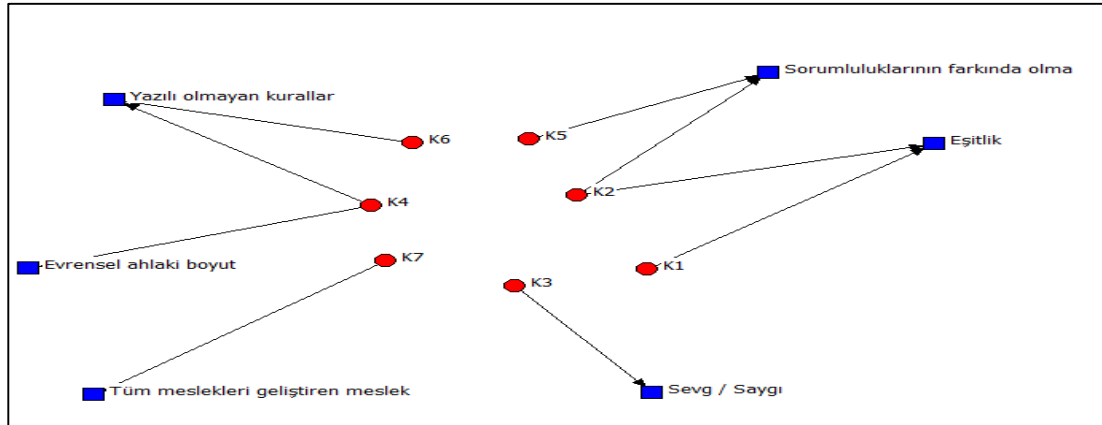 Sorumluluklarının farkında olma
Yazılı olmayan kurallar
K6
K5
Eşitlik
K2
K4
Evrensel ahlaki boyut
K7
K1
K3
Tüm meslekleri geliştiren meslek
Sevg / Saygı